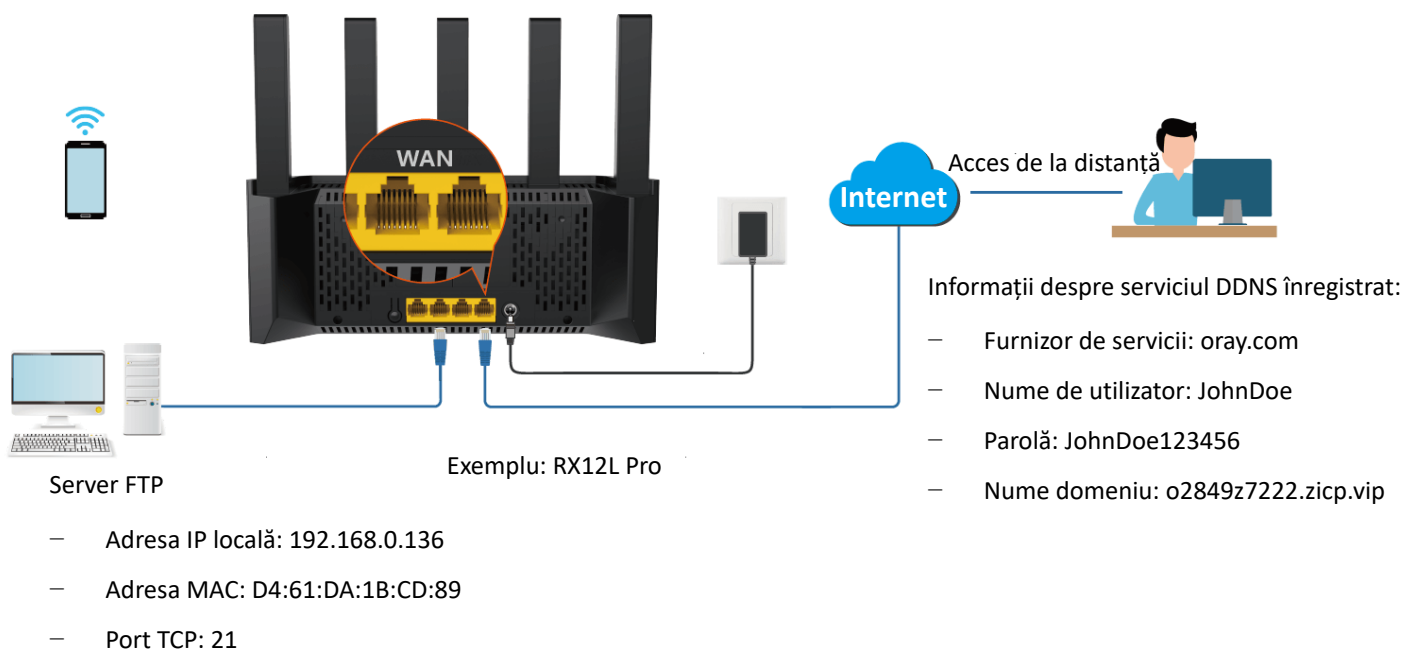 WAN
Internet
Acces de la distanță
Informații despre serviciul DDNS înregistrat:
– Furnizor de servicii: oray.com
– Nume de utilizator: JohnDoe
– Parolă: JohnDoe123456
– Nume domeniu: o2849z7222.zicp.vip
Exemplu: RX12L Pro
Server FTP
– Adresa IP locală: 192.168.0.136
– Adresa MAC: D4:61:DA:1B:CD:89
– Port TCP: 21